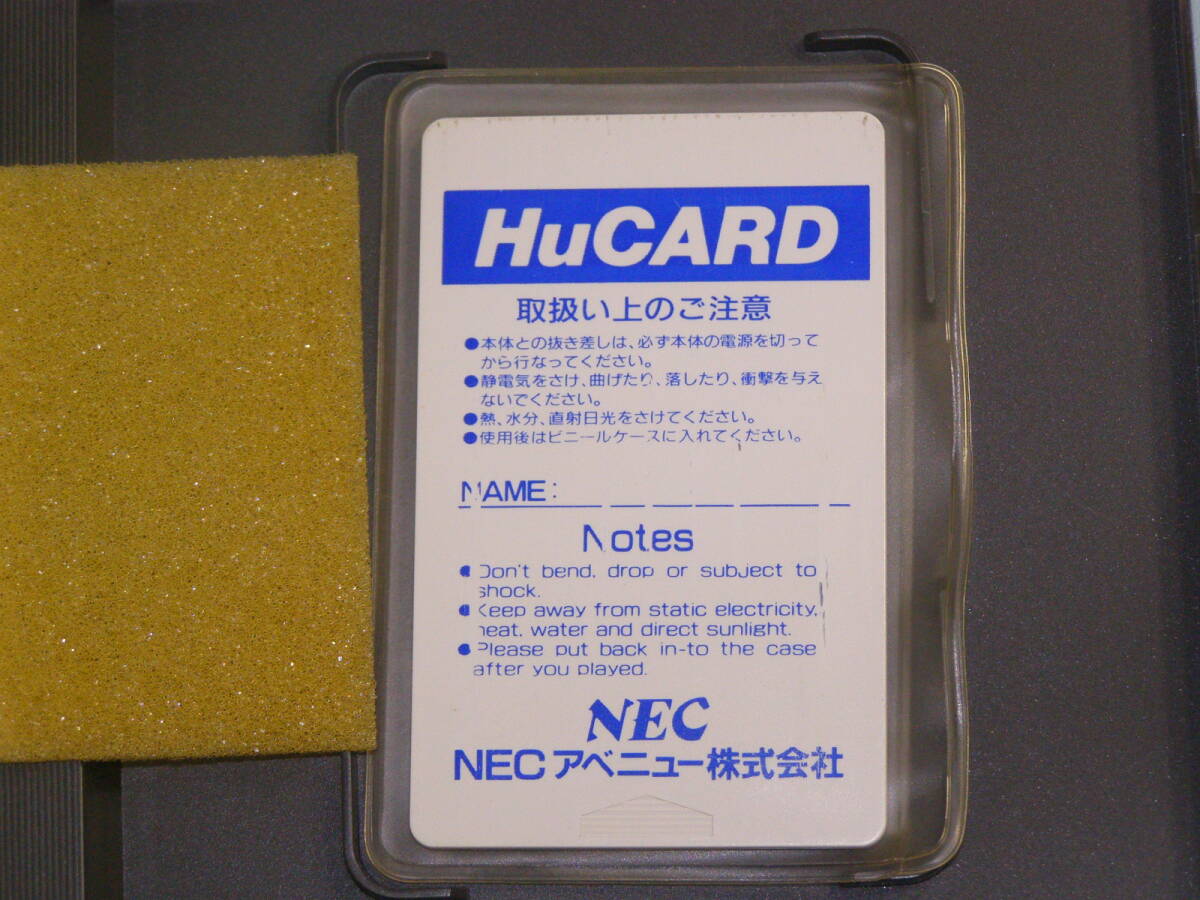 HuCARD
取扱い上のご注意
●本体との抜き差しは、必ず本体の電源を切って
から行なってください。
●静電気をさけ、曲げたり、落したり、衝撃を与え
ないでください。
●熱、水分、直射日光をさけてください。
●使用後はビニールケースに入れてください。
NAME:
Notes
● Don't bend, drop or subject to
shock.
● Keep away from static electricity,
heat, water and direct sunlight.
● Please put back in-to the case
after you played.
NEC
NECアベニュー株式会社